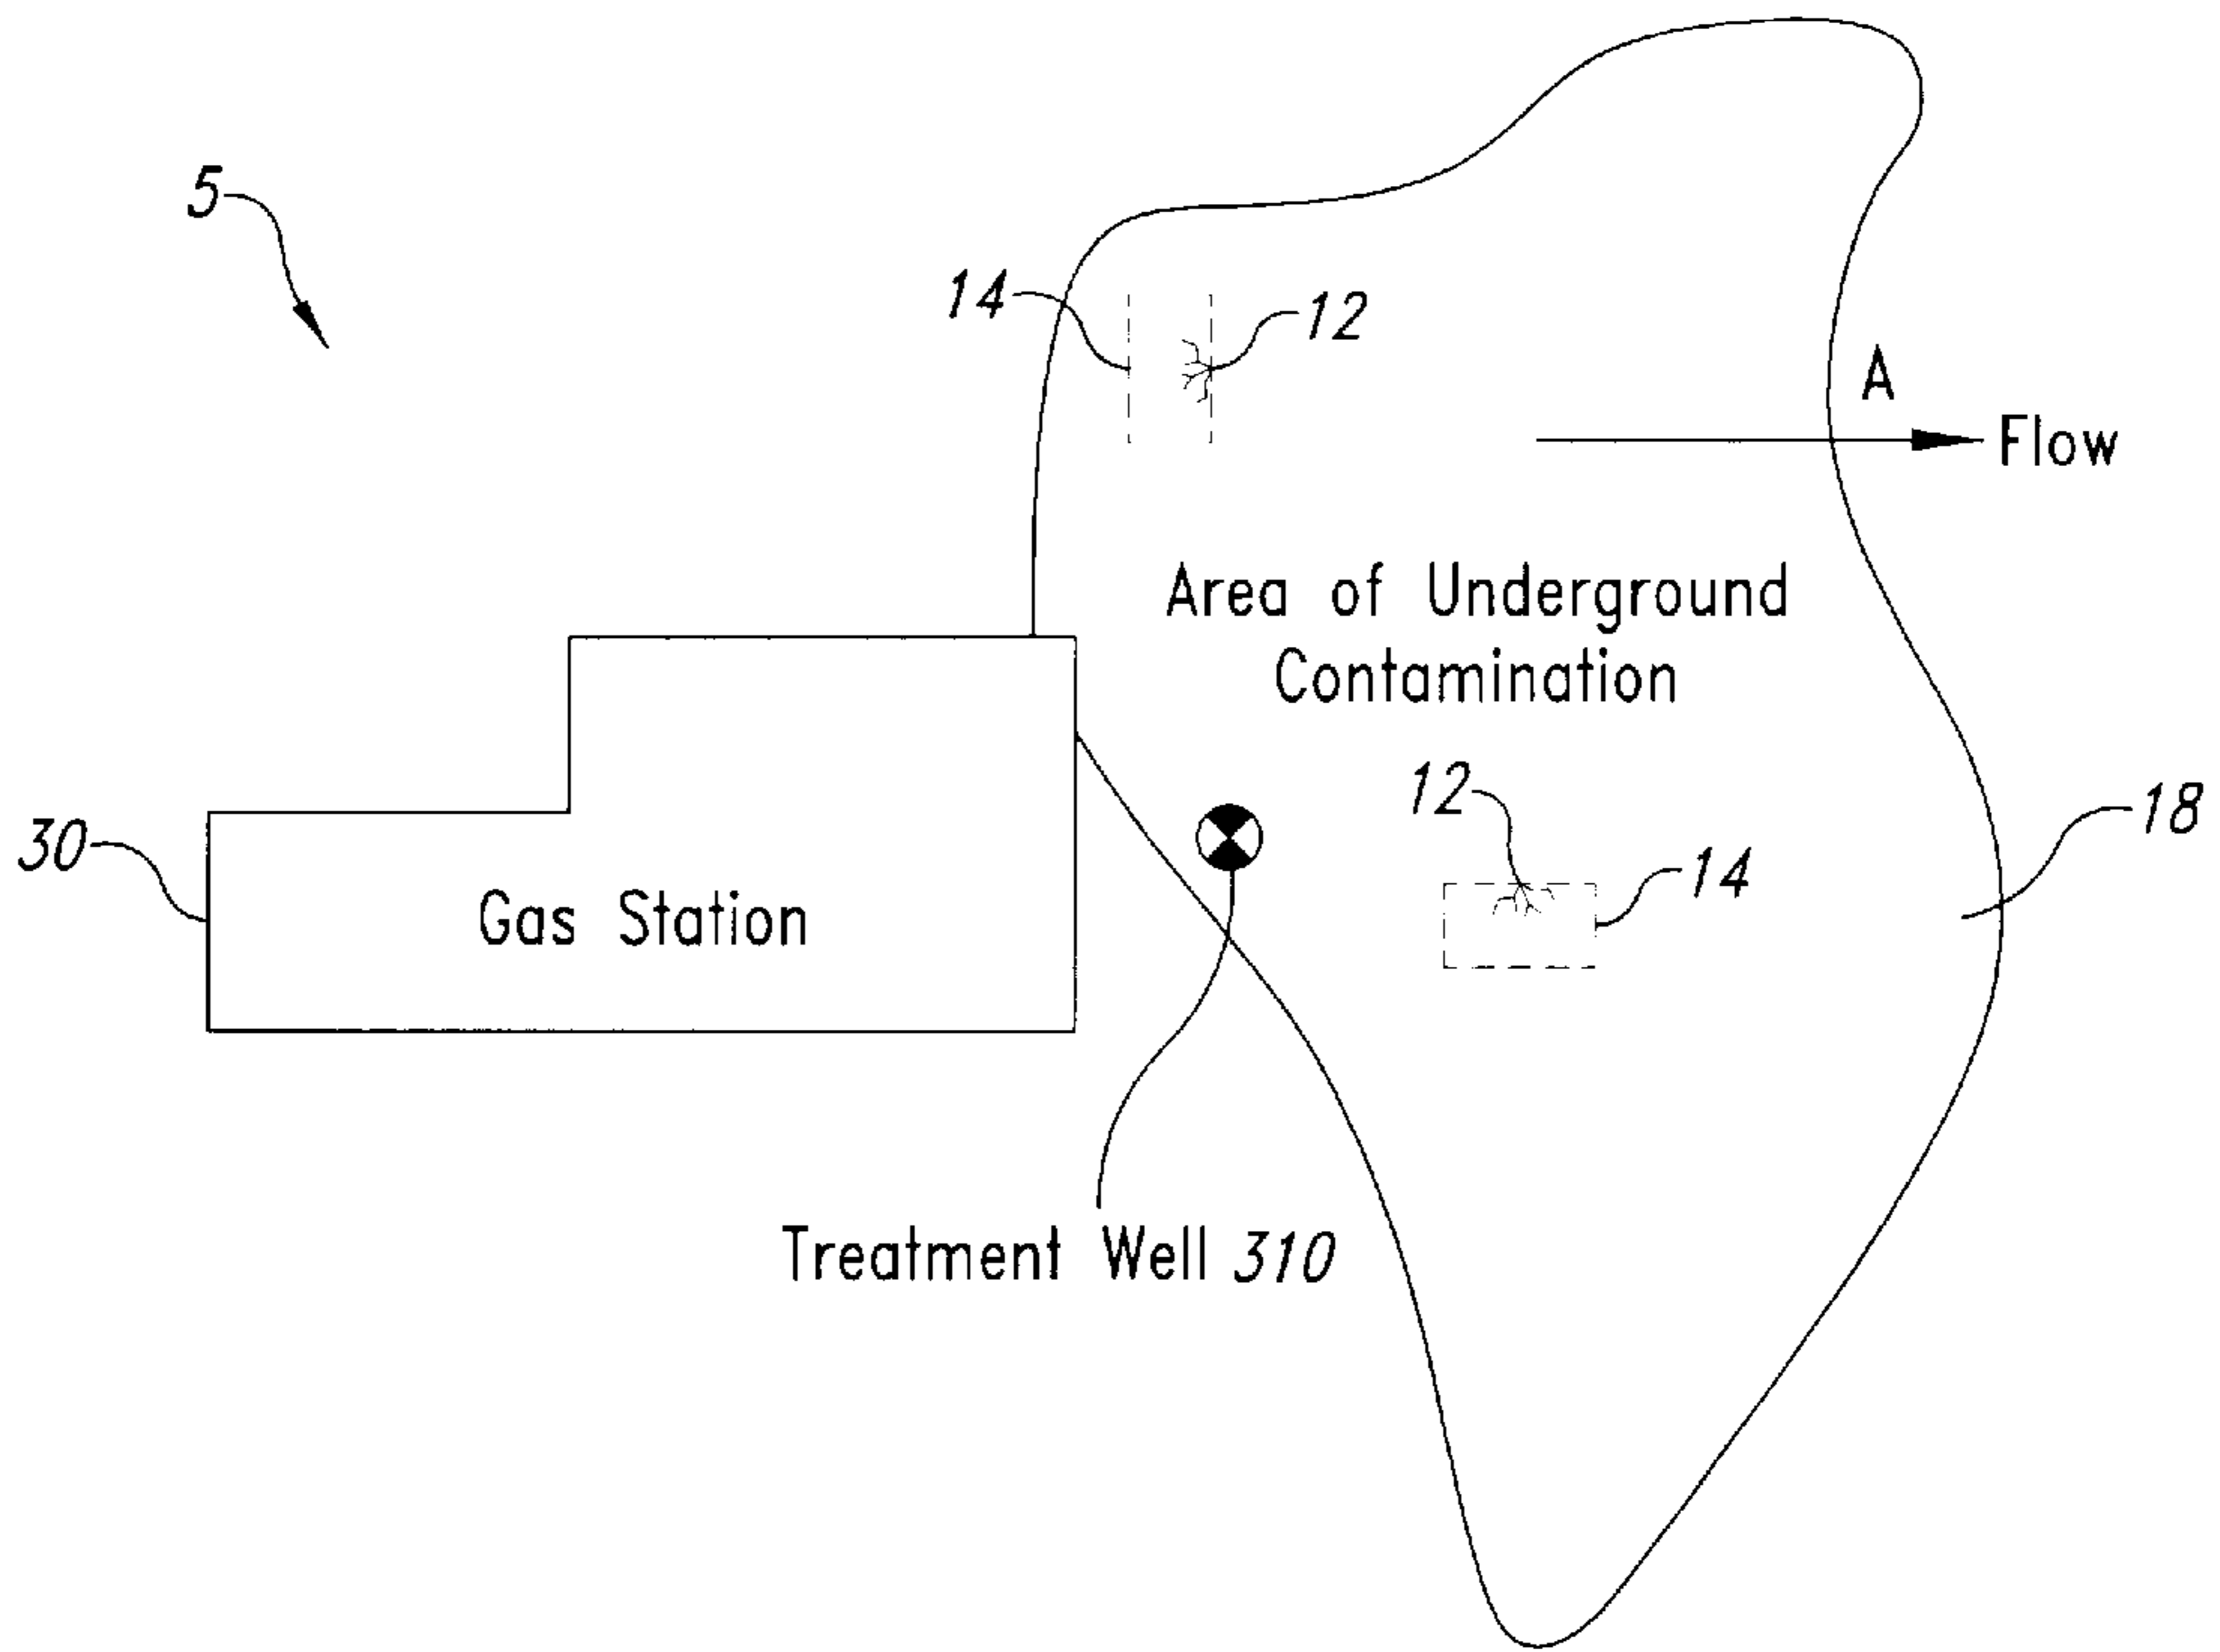 5
14
12
A
Flow
Area of Underground
Contamination
12
18
30
14
Gas Station
Treatment Well 310